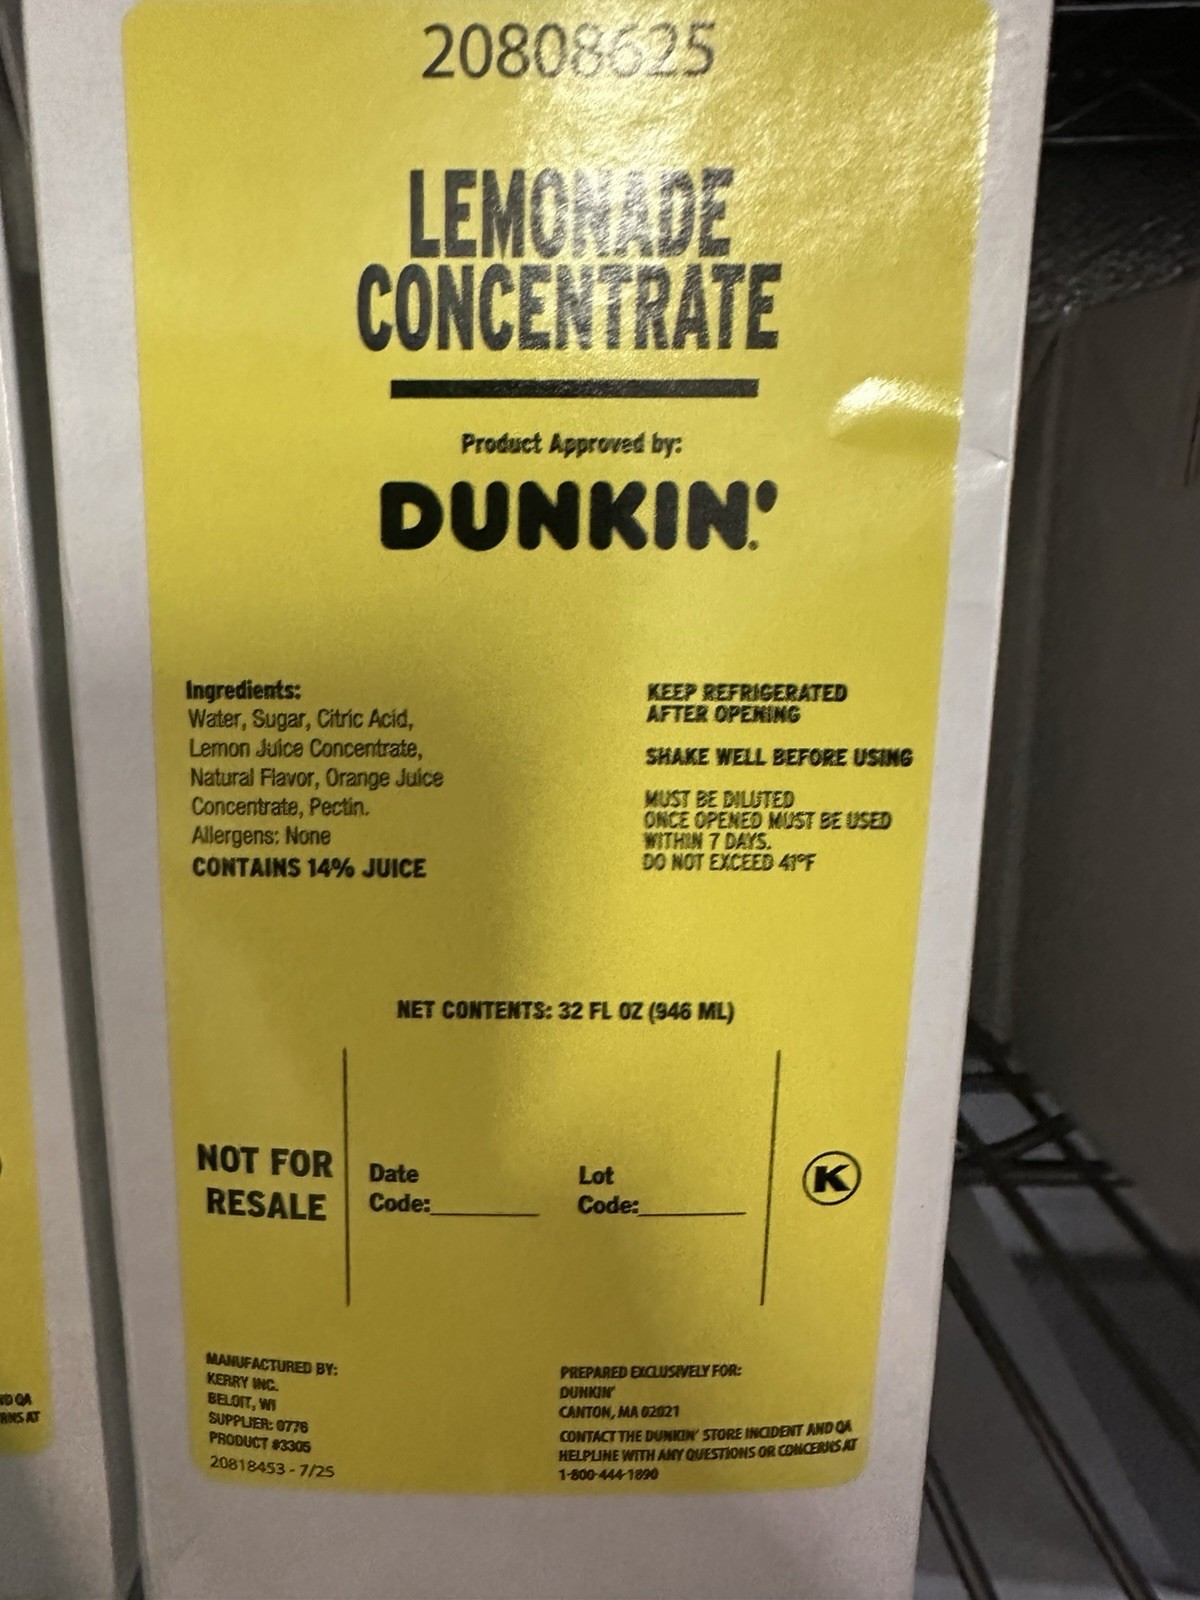 20808625
LEMONADE
CONCENTRATE
Product Approved by:
DUNKIN'
Ingredients:
Water, Sugar, Citric Acid,
Lemon Juice Concentrate,
Natural Flavor, Orange Juice
Concentrate, Pectin.
Allergens: None
CONTAINS 14% JUICE
KEEP REFRIGERATED
AFTER OPENING
SHAKE WELL BEFORE USING
MUST BE DILUTED
ONCE OPENED MUST BE USED
WITHIN 7 DAYS.
DO NOT EXCEED 41°F
NET CONTENTS: 32 FL OZ (946 ML)
NOT FOR
RESALE
Date
Code:
Lot
Code:
K
MANUFACTURED BY:
KERRY INC.
BELOIT, WI
SUPPLIER: 0776
PRODUCT #3305
20818453 - 7/25
PREPARED EXCLUSIVELY FOR:
DUNKIN'
CANTON, MA 02021
CONTACT THE DUNKIN' STORE INCIDENT AND QA
HELPLINE WITH ANY QUESTIONS OR CONCERNS AT
1-800-444-1890